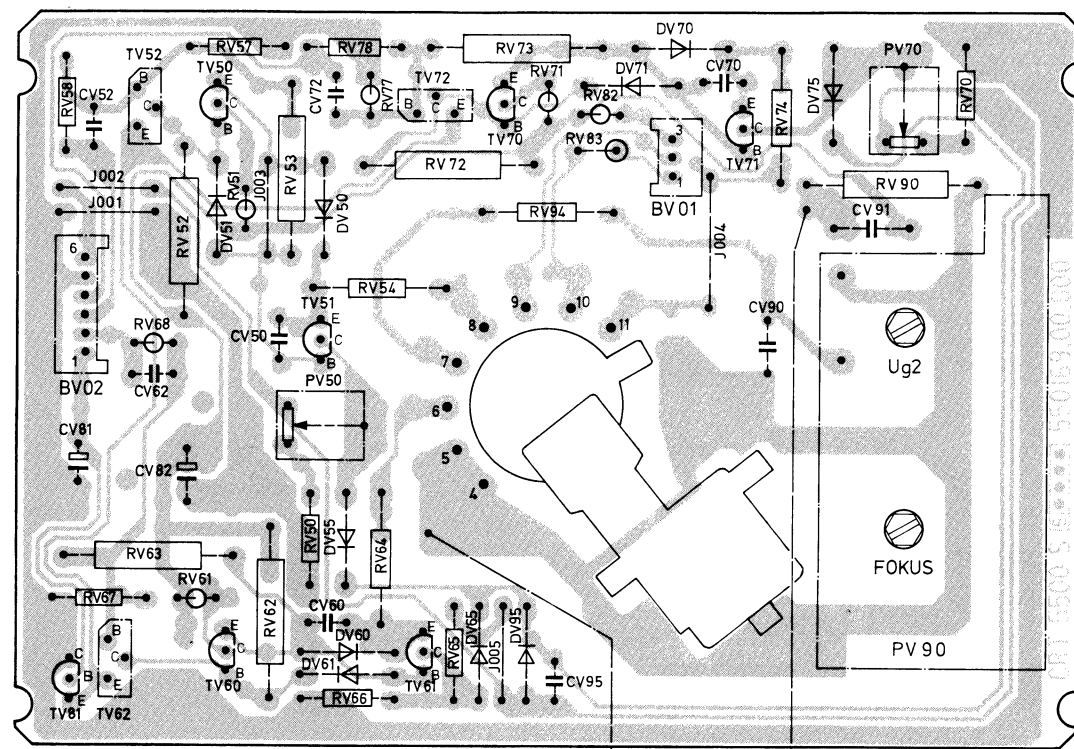 RV57
RV78
RV73
DV70
PV70
TV52
TV50
CV72
RV77
TV72
RV71
DV71
CV70
DV75
RV70
RV58
CV52
B
C
E
E
C
B
B
C
E
E
C
B
RV82
RV74
E
C
B
TV70
RV83
3
1
TV71
RV53
RV72
J002
J001
RV52
RV51
J003
DV51
DV50
BV01
RV90
RV94
J004
CV91
6
1
BV02
RV54
TV51
E
C
B
CV50
RV68
CV62
9
10
8
11
7
6
5
4
CV90
Ug2
PV50
CV81
CV82
RV50
DV55
RV64
FOKUS
RV63
RV61
RV67
RV62
CV60
DV60
DV61
RV66
B
C
E
E
C
B
C
B
E
E
C
B
TV81
TV62
TV60
TV61
RV65
DV65
J005
DV95
CV95
PV90